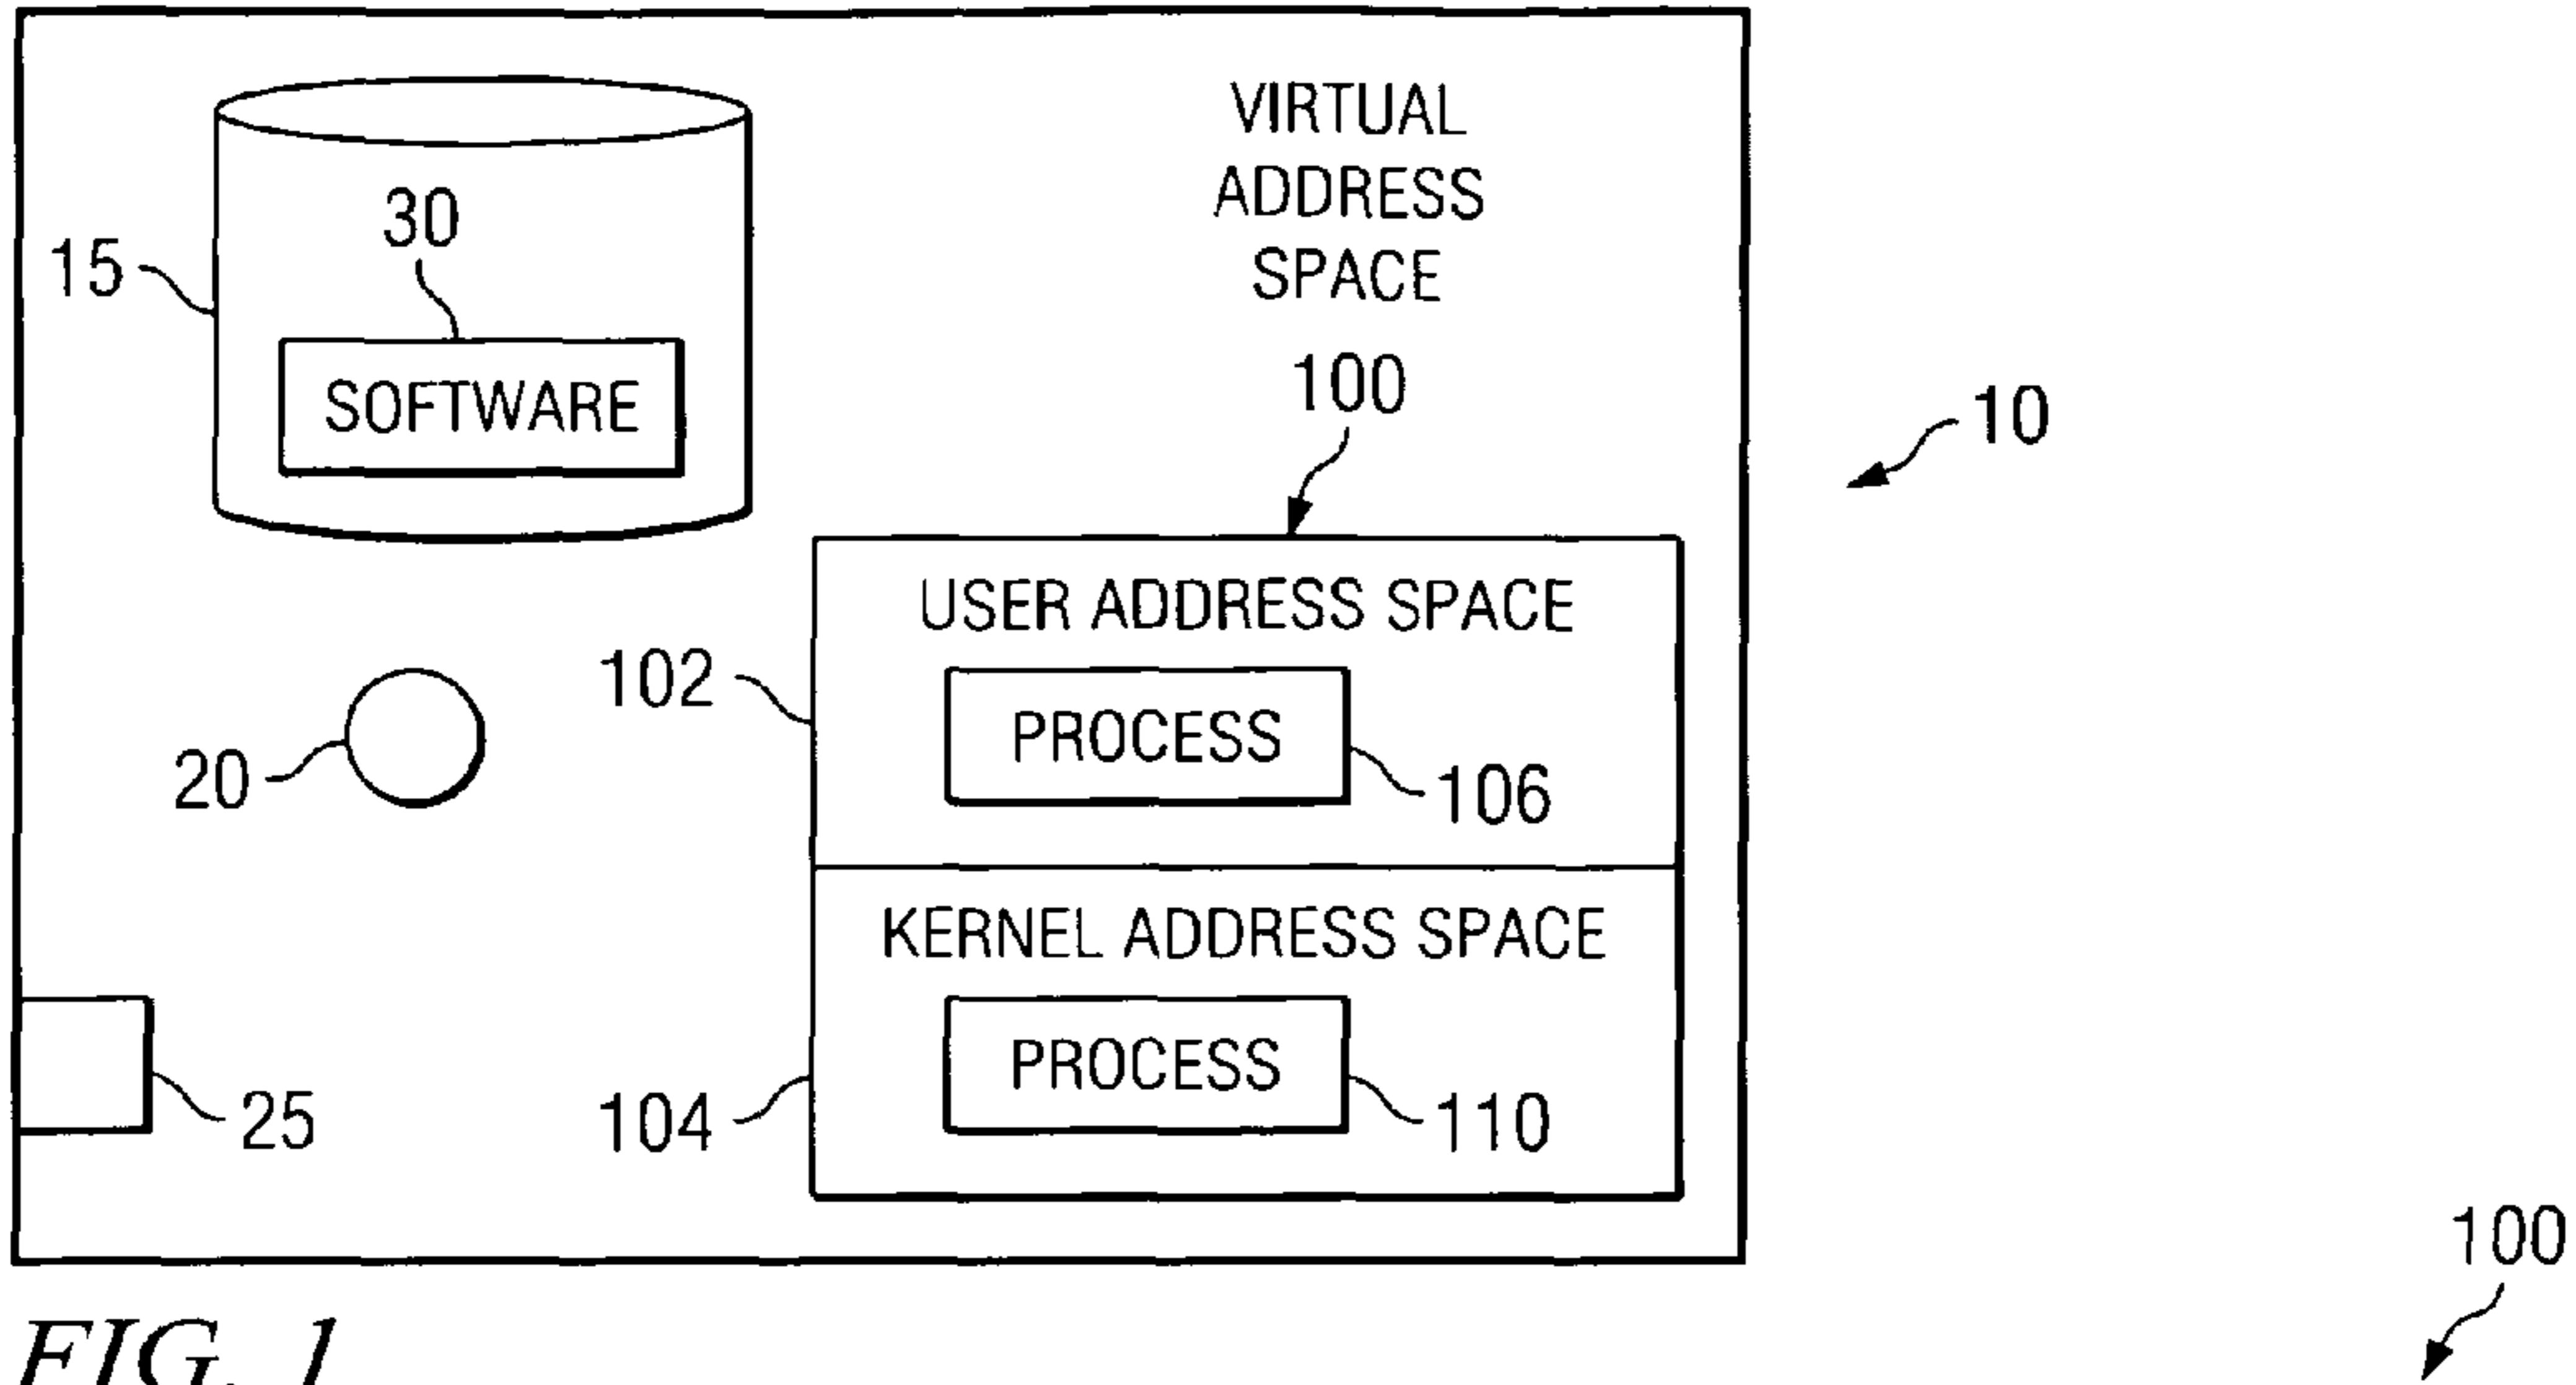 VIRTUAL
ADDRESS
SPACE
30
15
SOFTWARE
100
10
USER ADDRESS SPACE
102
PROCESS
20
106
KERNEL ADDRESS SPACE
PROCESS
25
104
110
100
FIG. 1